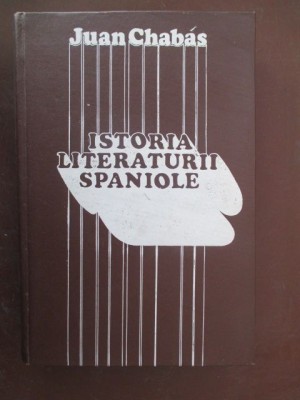 Juan Chabás
ISTORIA
LITERATURII
SPANIOLE